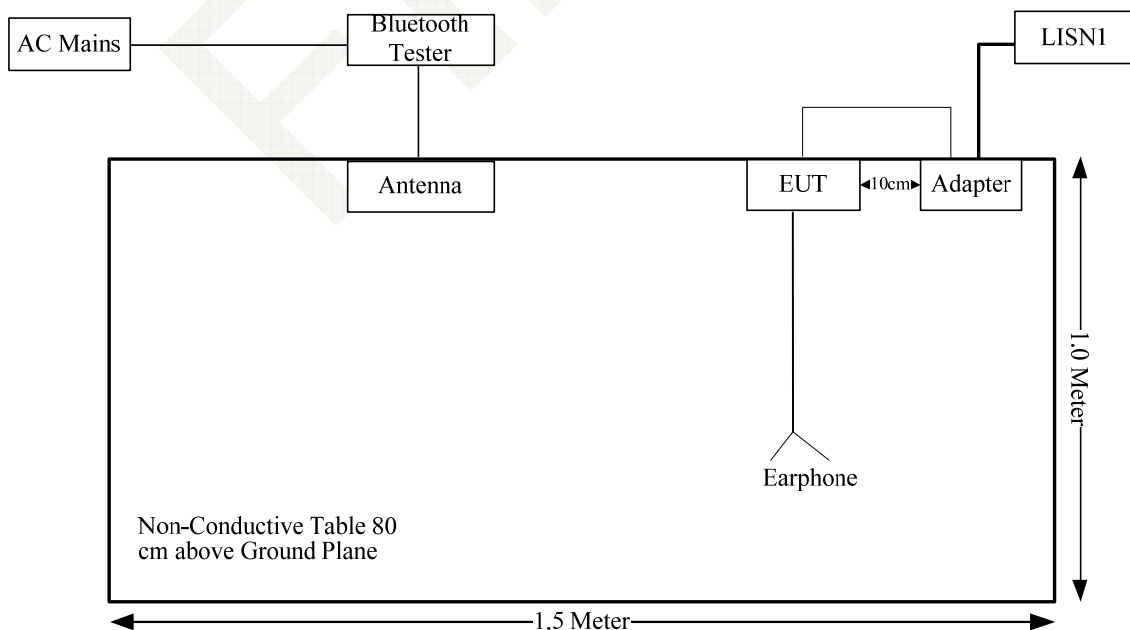 AC Mains
Bluetooth
Tester
LISN1
Antenna
EUT
10cm
Adapter
1.0 Meter
Earphone
Non-Conductive Table 80
cm above Ground Plane
1.5 Meter